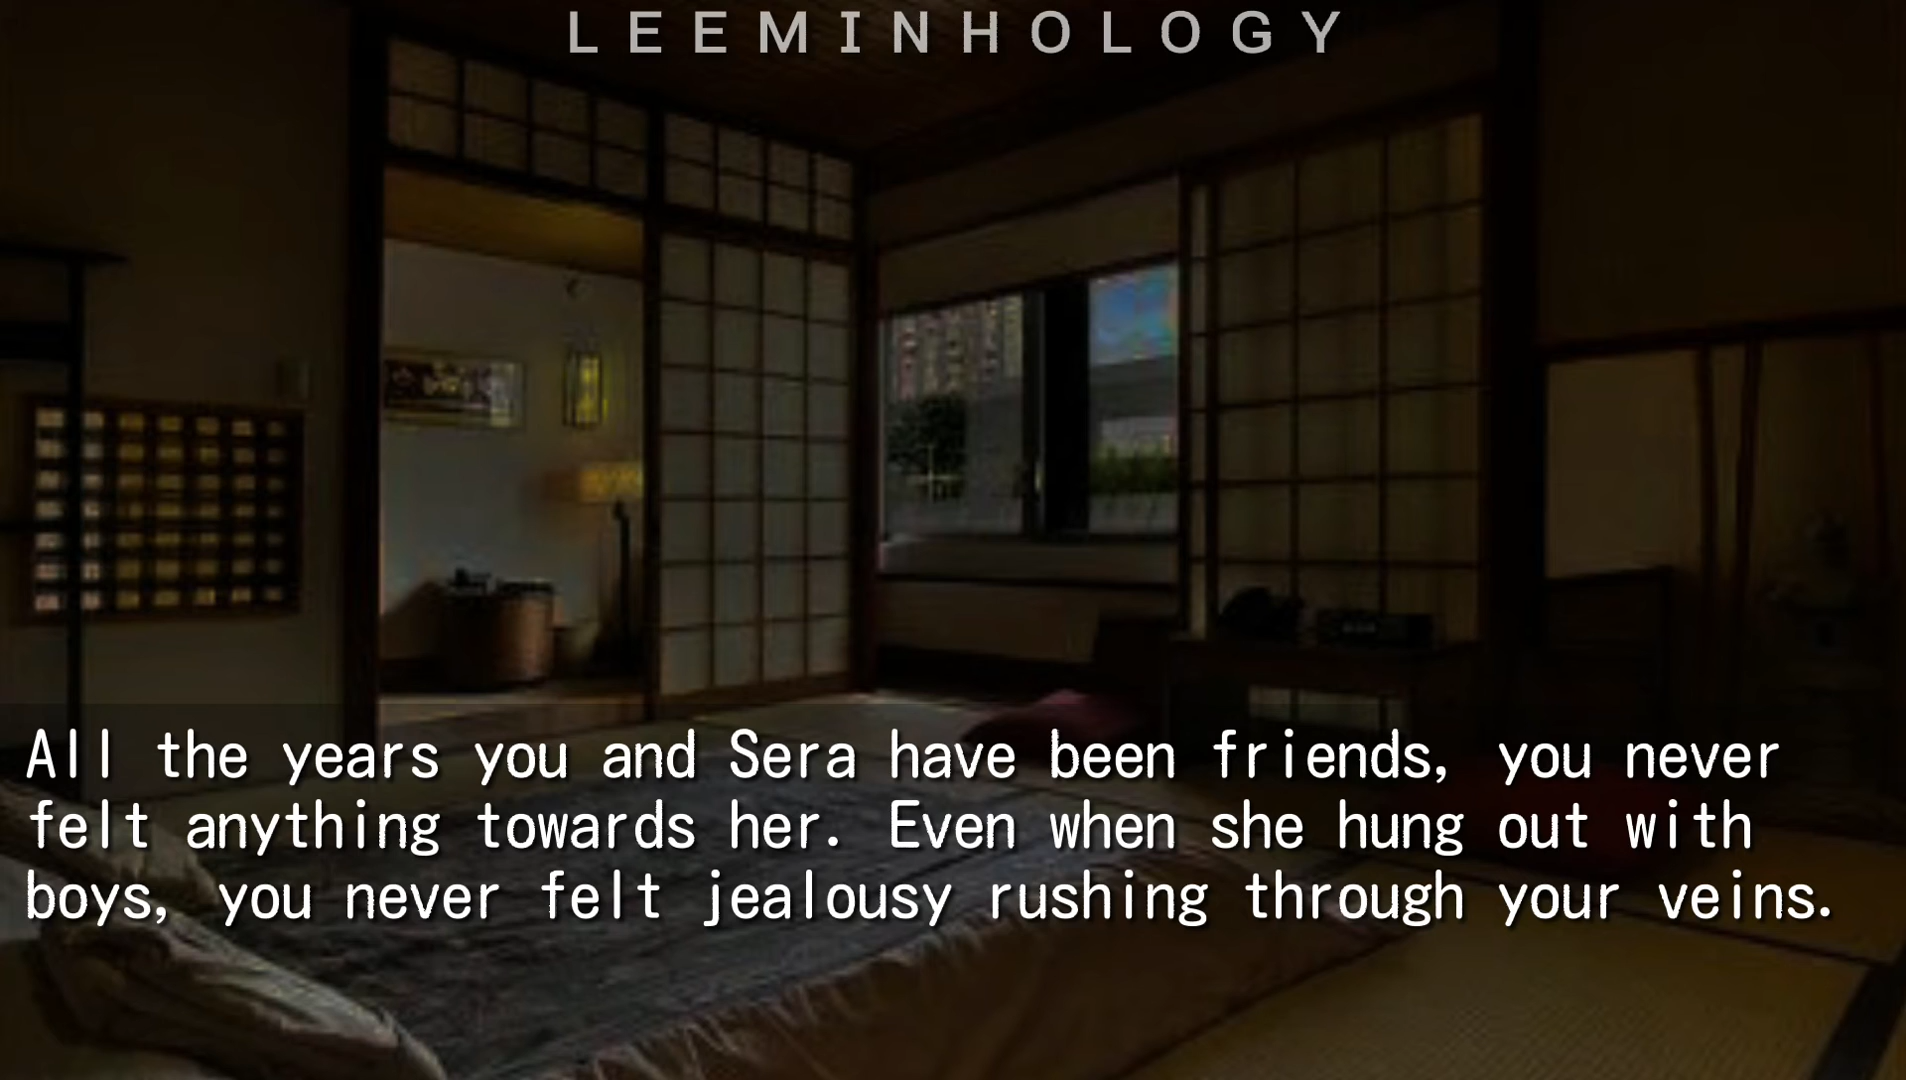 LEEMINHOLOGY
All the years you and Sera have been friends, you never
felt anything towards her. Even when she hung out with
boys, you never felt jealousy rushing through your veins.